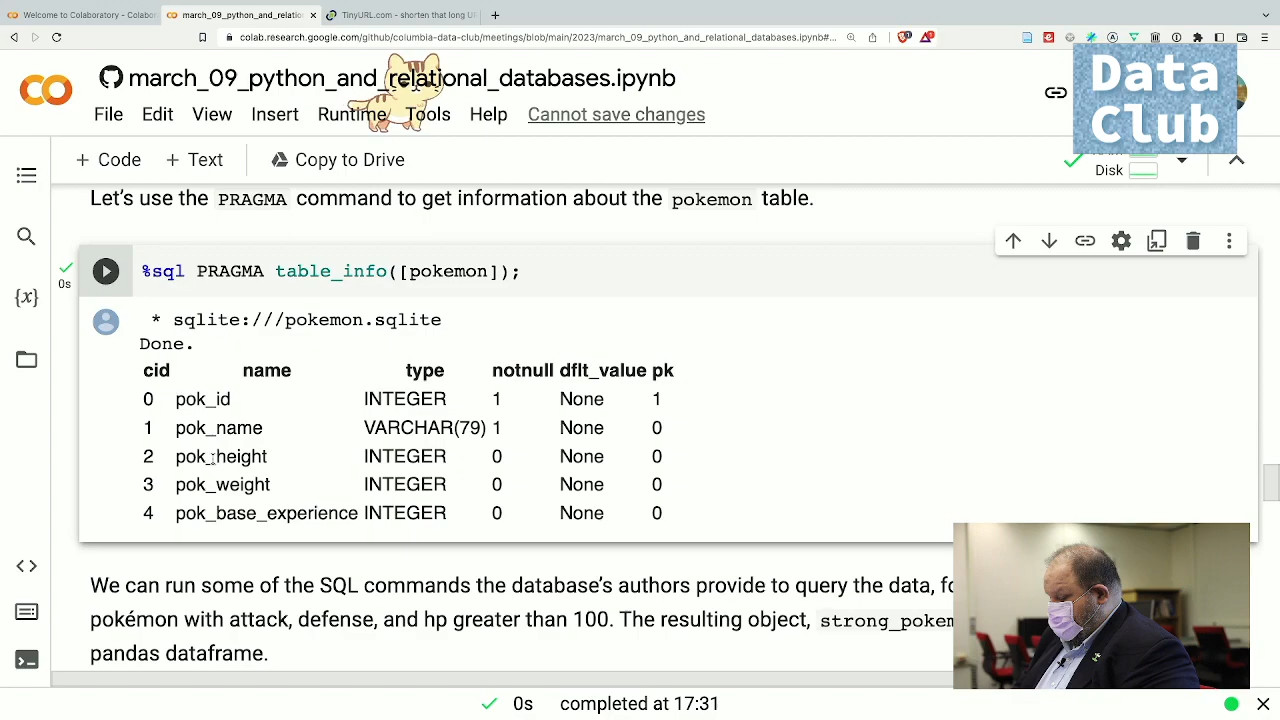 Welcome to Colaboratory - Colabor
march_09_python_and_relatio
TinyURL.com - shorten that long U
colab.research.google.com/github/columbia-data-club/meetings/blob/main/2023/march_09_python_and_relational_databases.ipynb#...
Data
Club
march_09_python_and_relational_databases.ipynb
File Edit View Insert Runtime Tools Help Cannot save changes
+ Code + Text Copy to Drive
Disk
Let's use the PRAGMA command to get information about the pokemon table.
%sql PRAGMA table_info([pokemon]);
0s
* sqlite:///pokemon.sqlite
Done.
cid name type notnull dflt_value pk
0 pok_id INTEGER 1 None 1
1 pok_name VARCHAR(79) 1 None 0
2 pok_height INTEGER 0 None 0
3 pok_weight INTEGER 0 None 0
4 pok_base_experience INTEGER 0 None 0
We can run some of the SQL commands the database's authors provide to query the data, fo
pokémon with attack, defense, and hp greater than 100. The resulting object, strong_pokem
pandas dataframe.
0s completed at 17:31